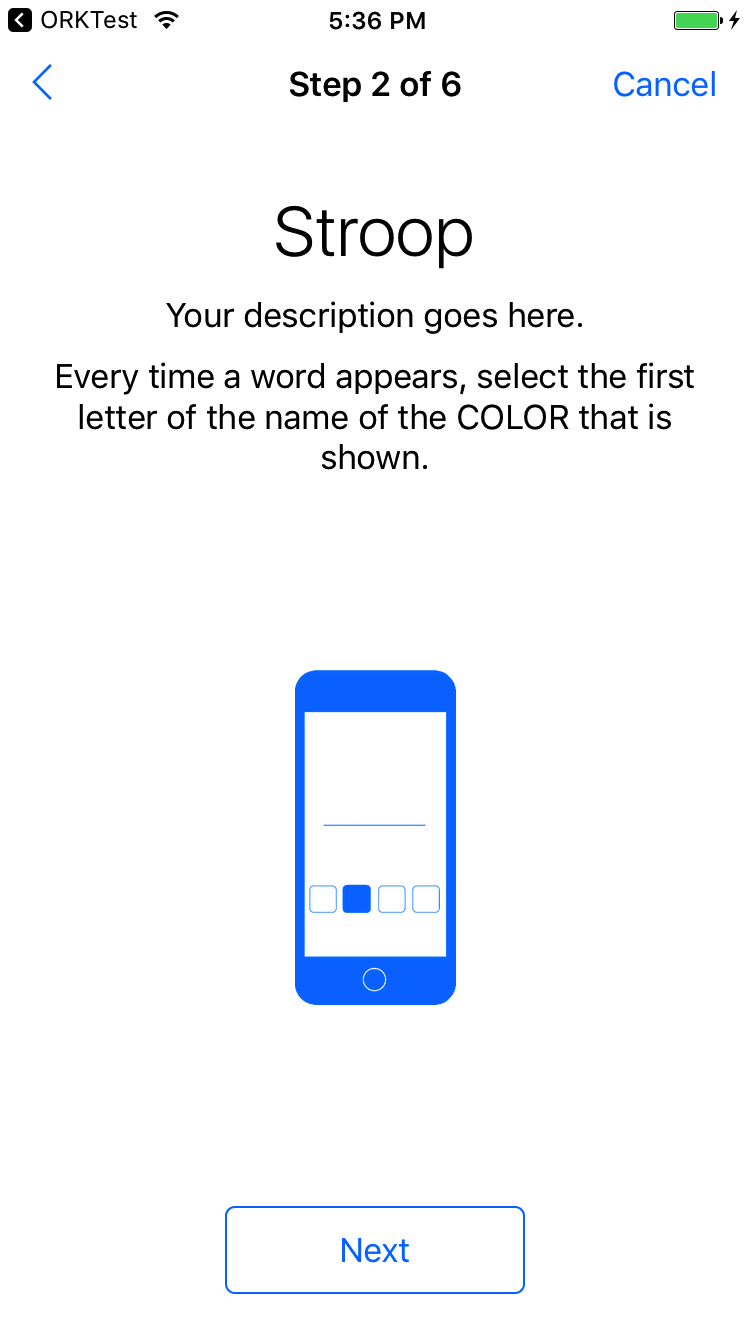 ORKTest
5:36 PM
Step 2 of 6
Cancel
Stroop
Your description goes here.
Every time a word appears, select the first
letter of the name of the COLOR that is
shown.
Next